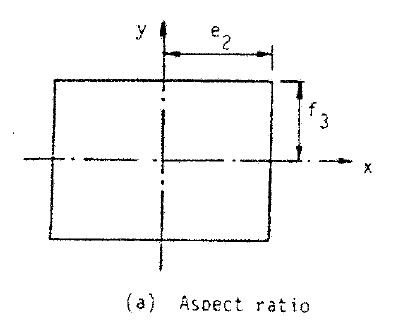 y
e2
f3
x
(a) Aspect ratio